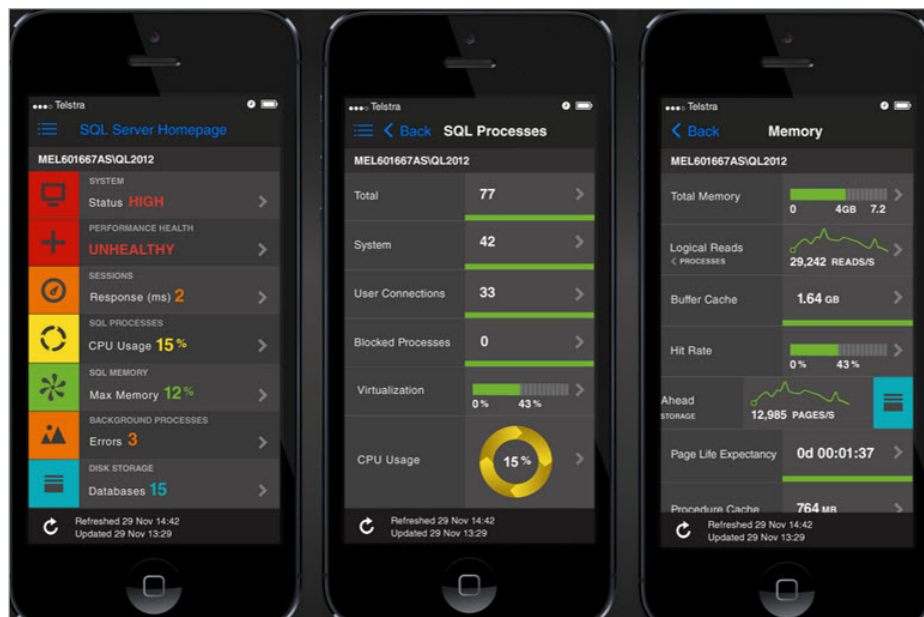 Telstra
SQL Server Homepage
MEL601667AS\QL2012
SYSTEM
Status HIGH
PERFORMANCE HEALTH
UNHEALTHY
SESSIONS
Response (ms) 2
SQL PROCESSES
CPU Usage 15%
SQL MEMORY
Max Memory 12%
BACKGROUND PROCESSES
Errors 3
DISK STORAGE
Databases 15
Refreshed 29 Nov 14:42
Updated 29 Nov 13:29
Telstra
Back SQL Processes
MEL601667AS\QL2012
Total 77
System 42
User Connections 33
Blocked Processes 0
Virtualization
0% 43%
CPU Usage 15%
Refreshed 29 Nov 14:42
Updated 29 Nov 13:29
Telstra
Back Memory
MEL601667AS\QL2012
Total Memory
0 4GB 7.2
Logical Reads
PROCESSES
29,242 READS/S
Buffer Cache 1.64 GB
Hit Rate
0% 43%
Ahead
STORAGE
12,985 PAGES/S
Page Life Expectancy 0d 00:01:37
Procedure Cache 764 MB
Refreshed 29 Nov 14:42
Updated 29 Nov 13:29